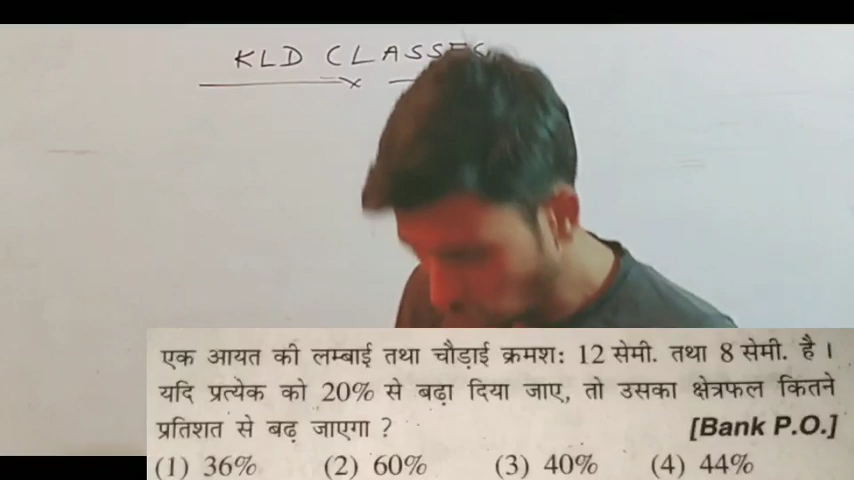 KLD CLASSES
एक आयत की लम्बाई तथा चौड़ाई क्रमशः 12 सेमी. तथा 8 सेमी. है ।
यदि प्रत्येक को 20% से बढ़ा दिया जाए, तो उसका क्षेत्रफल कितने
प्रतिशत से बढ़ जाएगा ? [Bank P.O.]
(1) 36% (2) 60% (3) 40% (4) 44%